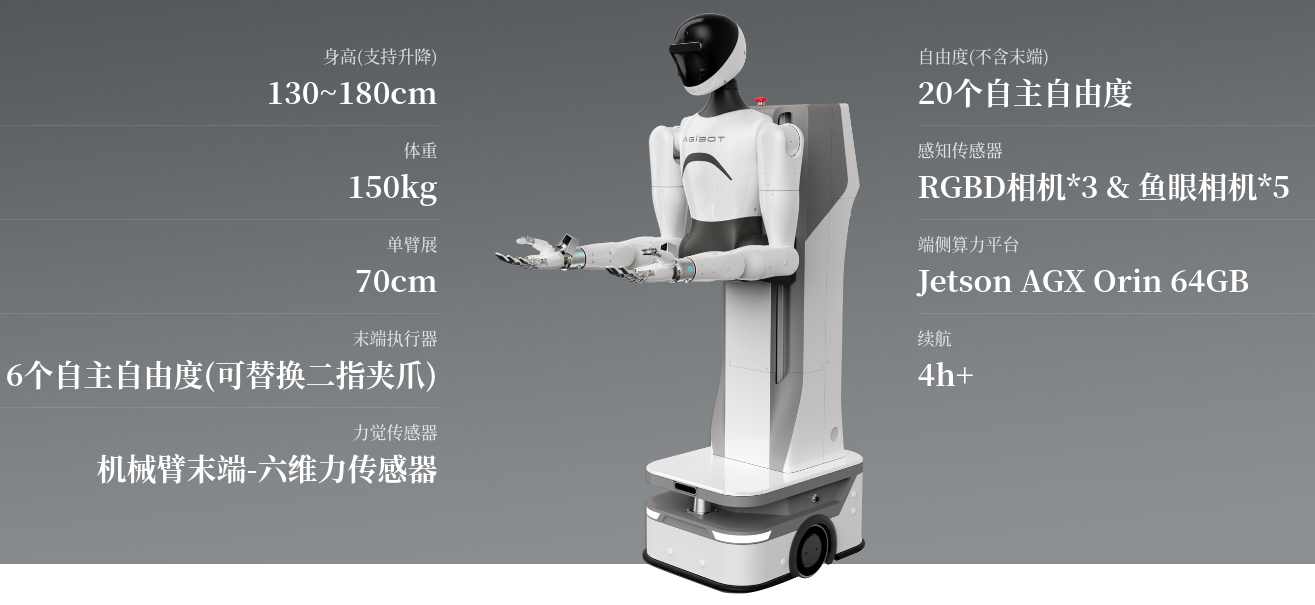 身高(支持升降)
130~180cm
体重
150kg
单臂展
70cm
末端执行器
6个自主自由度(可替换二指夹爪)
力觉传感器
机械臂末端-六维力传感器
AGIBOT
自由度(不含末端)
20个自主自由度
感知传感器
RGBD相机*3 & 鱼眼相机*5
端侧算力平台
Jetson AGX Orin 64GB
续航
4h+